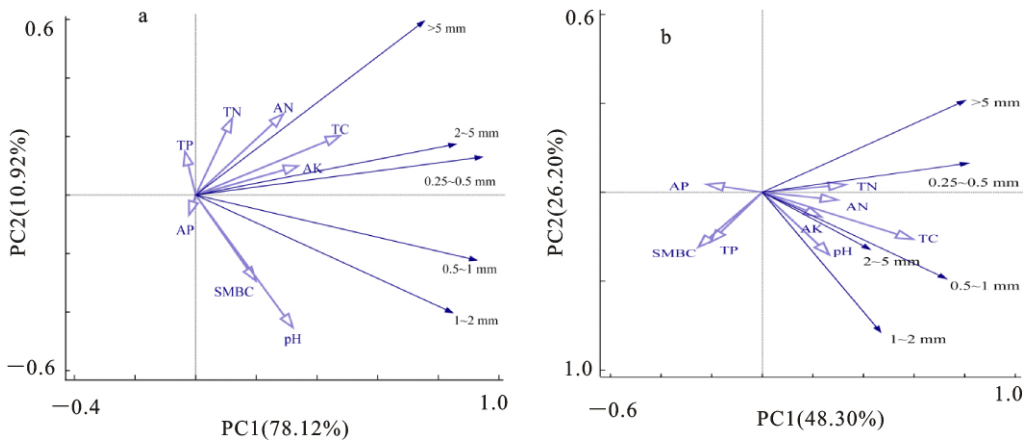 a
0.6
>5 mm
TN
AN
TC
2~5 mm
TP
AK
0.25~0.5 mm
AP
0.5~1 mm
SMBC
1~2 mm
pH
PC2(10.92%)
−0.6
−0.4
1.0
PC1(78.12%)
b
0.6
>5 mm
AP
TN
0.25~0.5 mm
AN
AK
TC
SMBC
TP
pH
2~5 mm
0.5~1 mm
1~2 mm
PC2(26.20%)
1.0
−0.6
1.0
PC1(48.30%)